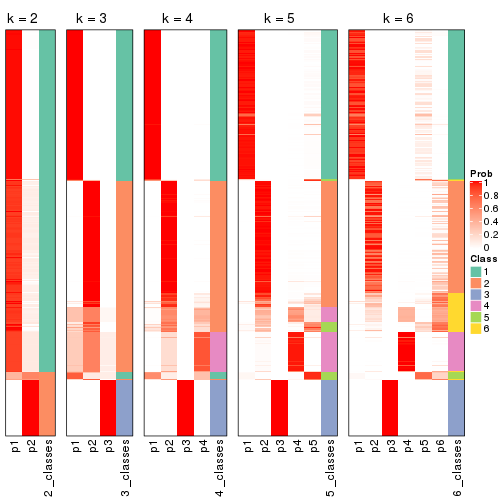 k = 2
k = 3
k = 4
k = 5
k = 6
p1
p2
2_classes
p1
p2
p3
3_classes
p1
p2
p3
p4
4_classes
p1
p2
p3
p4
p5
5_classes
p1
p2
p3
p4
p5
p6
6_classes
Prob
1
0.8
0.6
0.4
0.2
0
Class
1
2
3
4
5
6